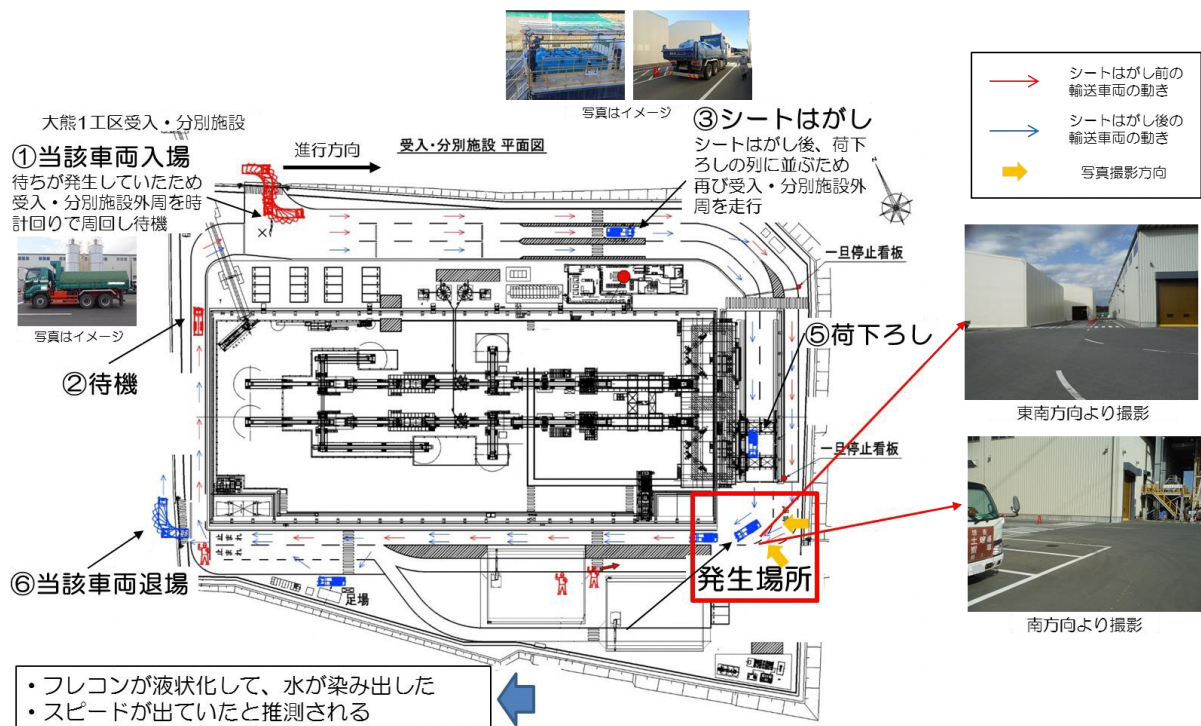 写真はイメージ
シートはがし前の
輸送車両の動き
シートはがし後の
輸送車両の動き
写真撮影方向
大熊1工区受入・分別施設
①当該車両入場
待ちが発生していたため
受入・分別施設外周を時
計回りで周回し待機
写真はイメージ
進行方向
受入・分別施設 平面図
③シートはがし
シートはがし後、荷下
ろしの列に並ぶため
再び受入・分別施設外
周を走行
一旦停止看板
②待機
⑤荷下ろし
東南方向より撮影
一旦停止看板
⑥当該車両退場
止まれ
止まれ
足場
発生場所
南方向より撮影
・フレコンが液状化して、水が染み出した
・スピードが出ていたと推測される